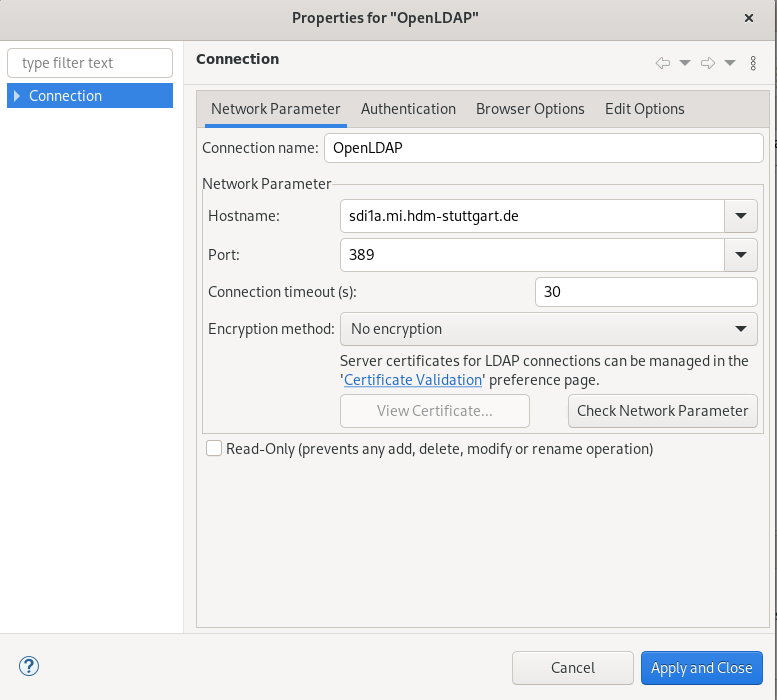 Properties for "OpenLDAP"
type filter text
Connection
Connection
Network Parameter Authentication Browser Options Edit Options
Connection name: OpenLDAP
Network Parameter
Hostname: sdi1a.mi.hdm-stuttgart.de
Port: 389
Connection timeout (s): 30
Encryption method: No encryption
Server certificates for LDAP connections can be managed in the
'Certificate Validation' preference page.
View Certificate... Check Network Parameter
Read-Only (prevents any add, delete, modify or rename operation)
Cancel Apply and Close